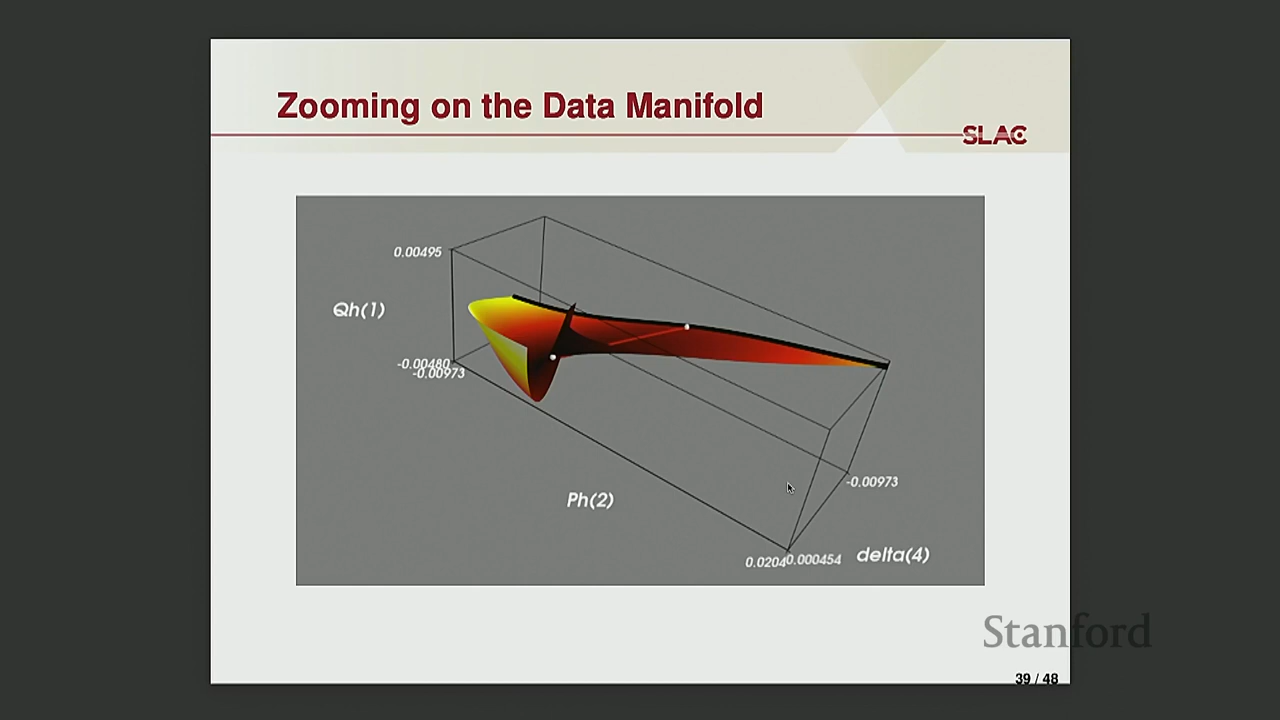 Zooming on the Data Manifold
SLAC
0.00495
Qh(1)
-0.00480
-0.00973
Ph(2)
-0.00973
0.0204
0.000454
delta(4)
Stanford
39 / 48